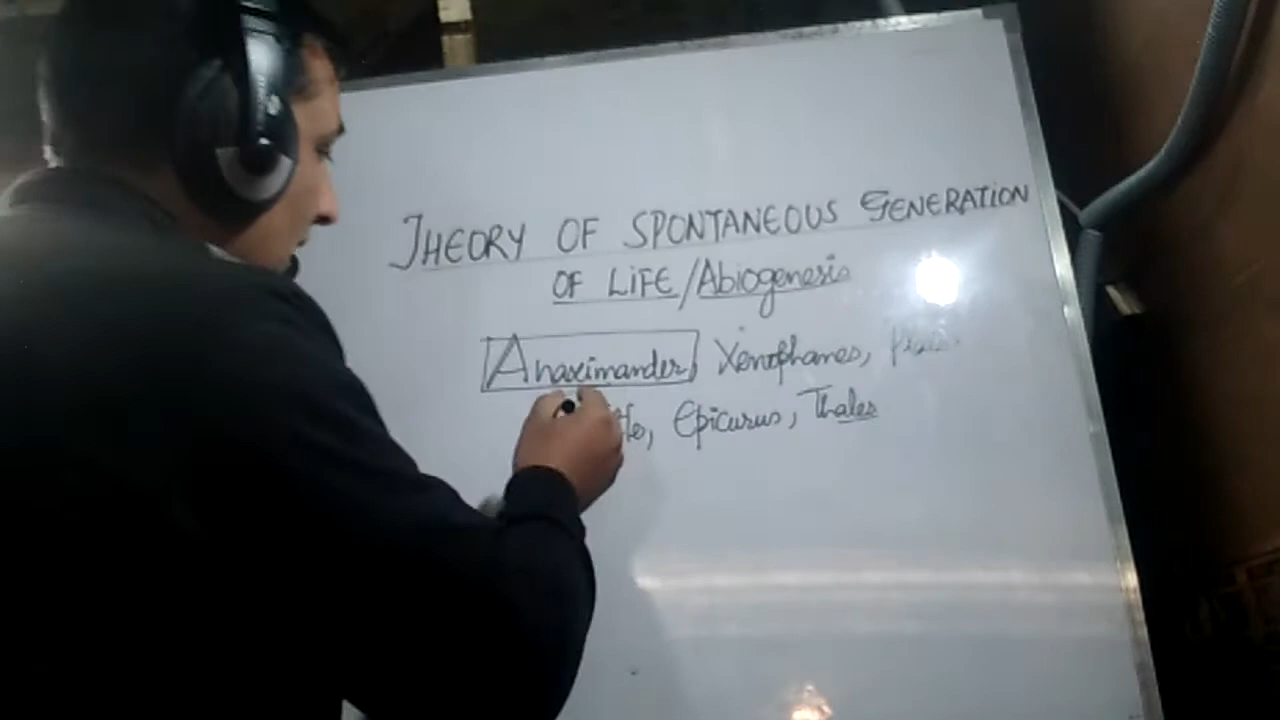 THEORY OF SPONTANEOUS GENERATION
OF LiFE/Abiogenesis
Anaximander, Xenophanes,
Epicurus, Thales